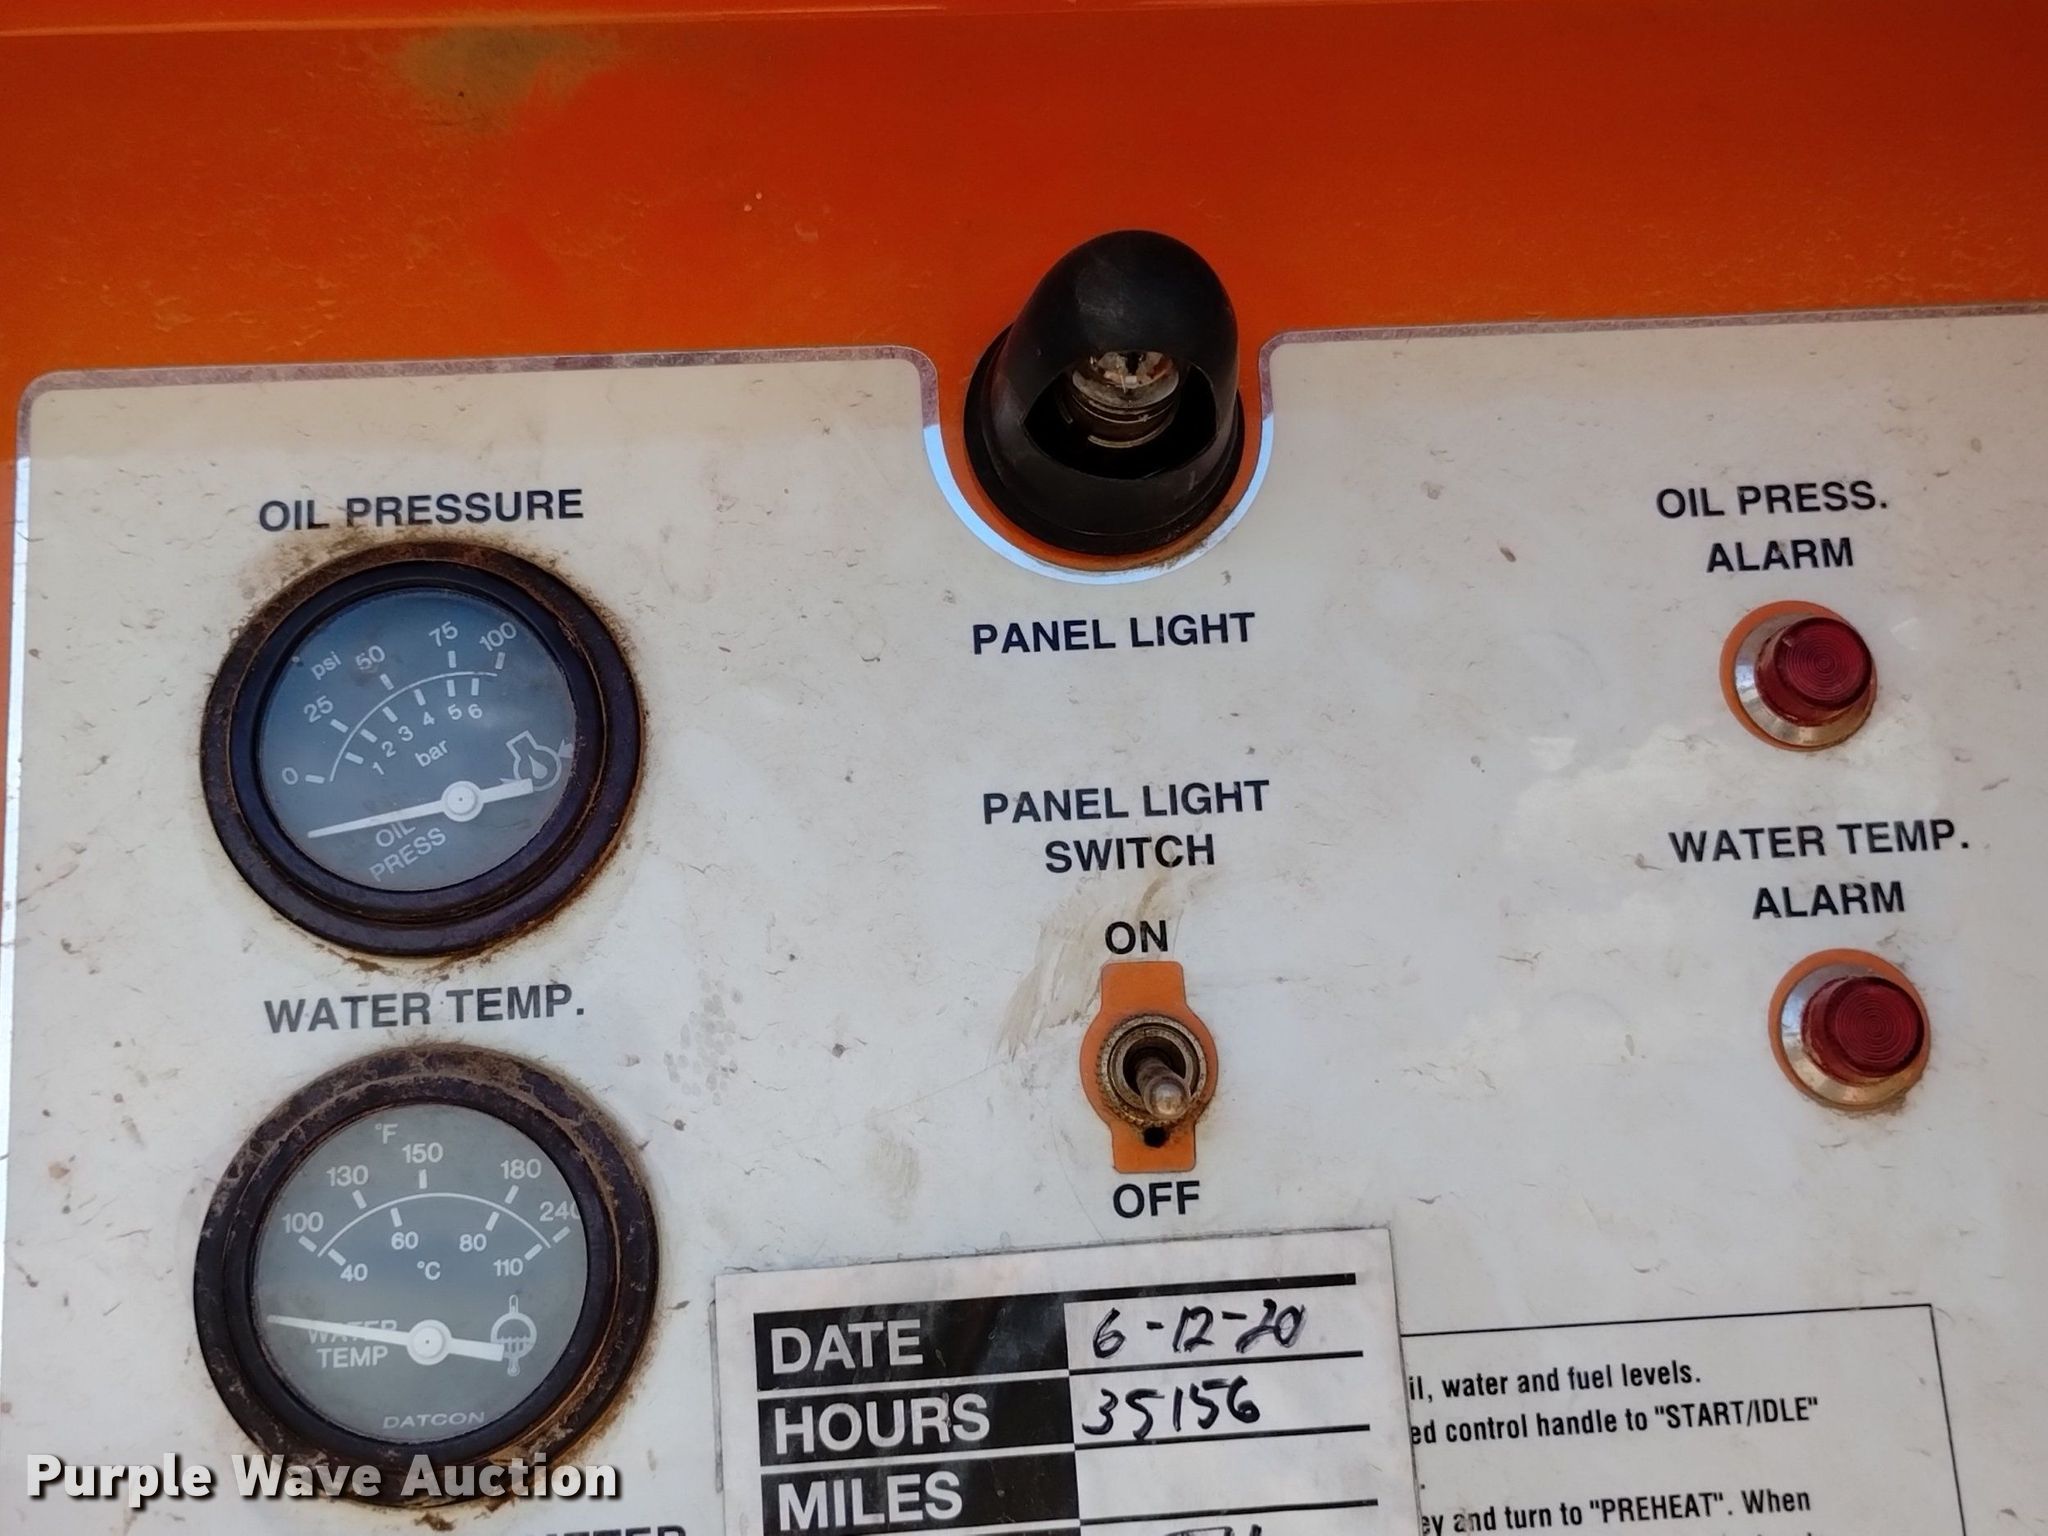 OIL PRESSURE
psi
0 25 50 75 100
1 2 3 4 5 6
bar
OIL
PRESS
WATER TEMP.
°F
100 130 150 180 240
40 60 80 110
°C
WATER
TEMP
DATCON
PANEL LIGHT
PANEL LIGHT
SWITCH
ON
OFF
OIL PRESS.
ALARM
WATER TEMP.
ALARM
DATE 6-12-20
HOURS 35156
MILES
il, water and fuel levels.
ed control handle to "START/IDLE"
ey and turn to "PREHEAT". When
Purple Wave Auction